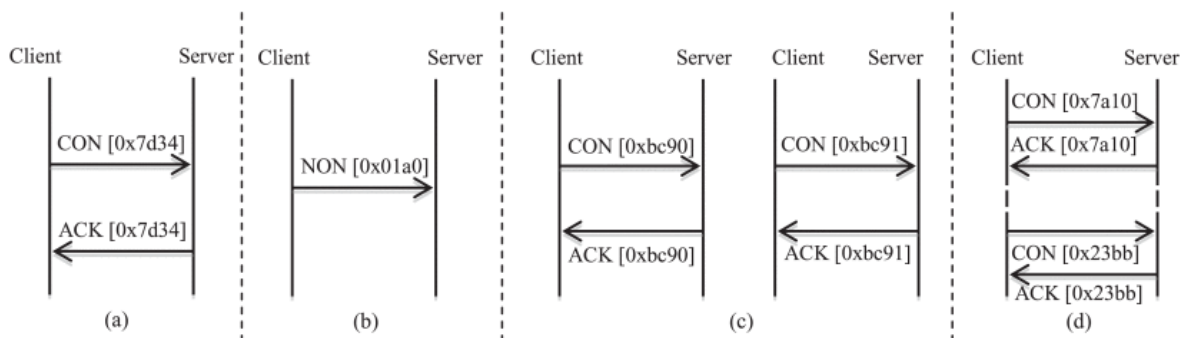 Client Server
CON [0x7d34]
ACK [0x7d34]
(a)
Client Server
NON [0x01a0]
(b)
Client Server
CON [0xbc90]
ACK [0xbc90]
Client Server
CON [0xbc91]
ACK [0xbc91]
(c)
Client Server
CON [0x7a10]
ACK [0x7a10]
CON [0x23bb]
ACK [0x23bb]
(d)